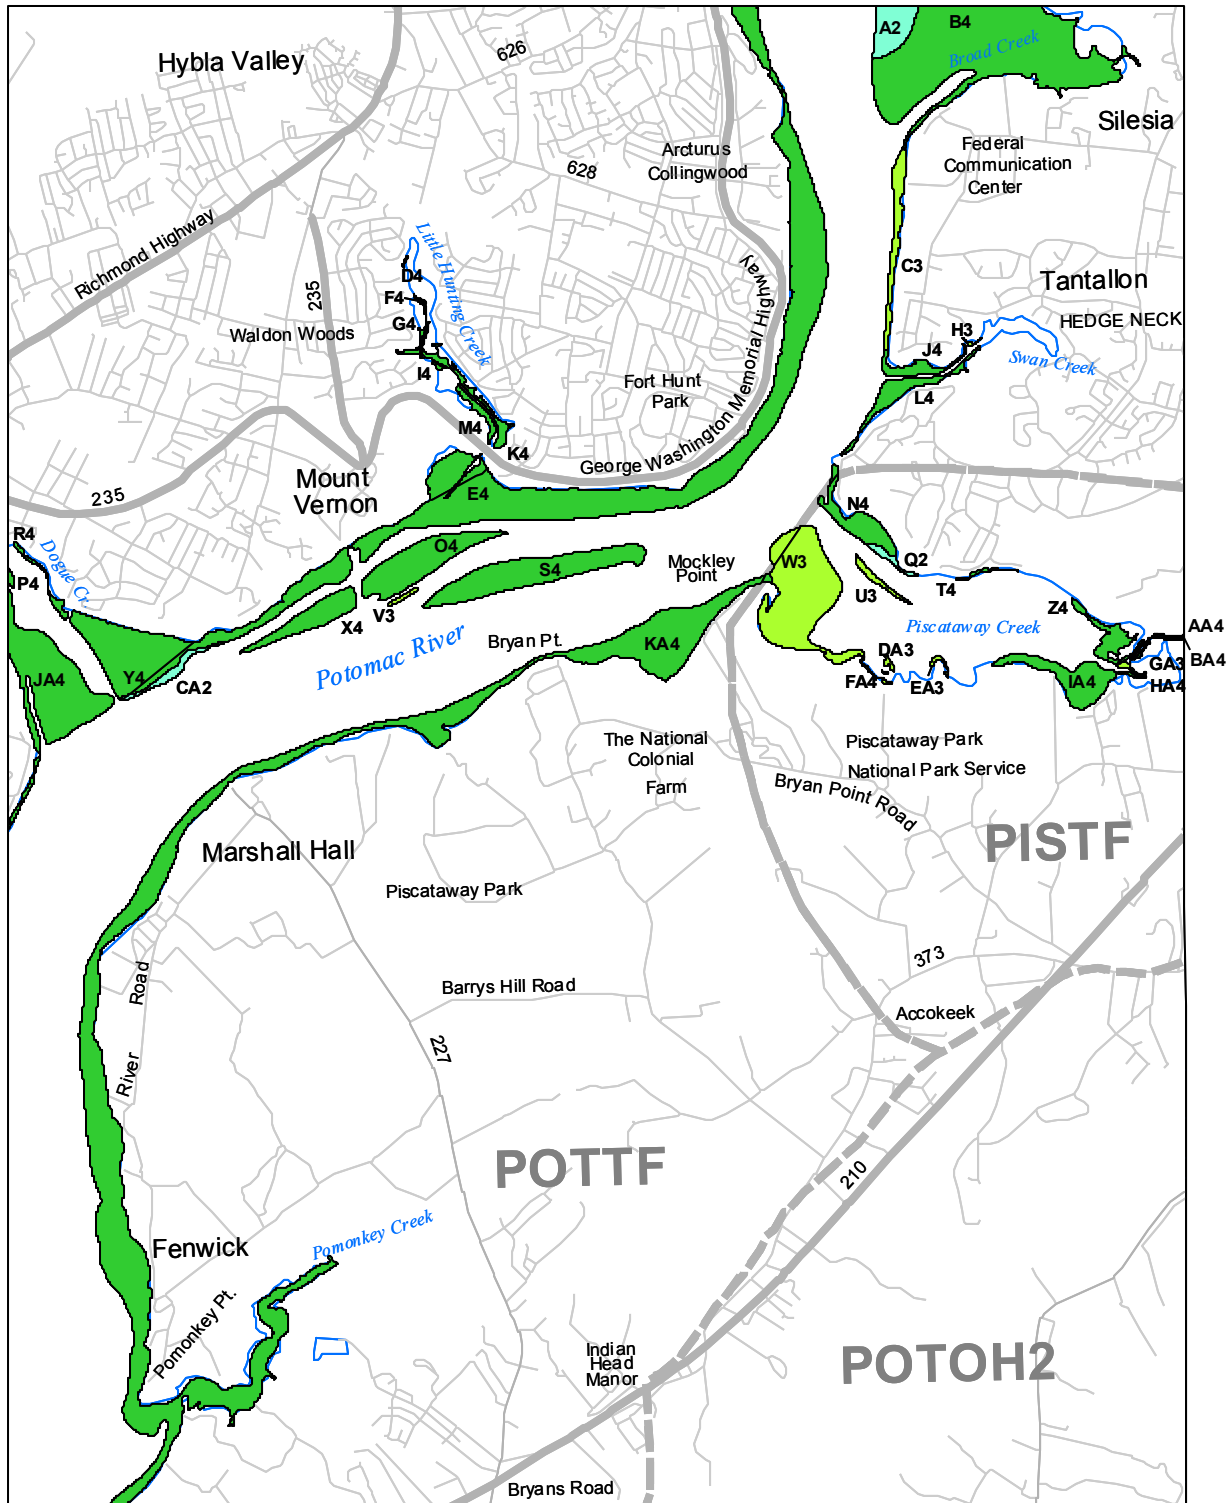 A2
B4
Broad Creek
626
Hybla Valley
Silesia
Arcturus
Collingwood
628
Federal
Communication
Center
Richmond Highway
235
Little Hunting Creek
D4
F4
G4
I4
M4
K4
Waldon Woods
C3
Tantallon
HEDGE NECK
H3
J4
Swan Creek
L4
Fort Hunt
Park
George Washington Memorial Highway
Mount
Vernon
235
E4
N4
R4
Dogue Cr.
P4
O4
S4
Mockley
Point
W3
Q2
U3
T4
Z4
V3
X4
Potomac River
Bryan Pt.
KA4
Piscataway Creek
AA4
BA4
DA3
FA4
EA3
GA3
HA4
IA4
Y4
CA2
JA4
The National
Colonial
Farm
Piscataway Park
National Park Service
Bryan Point Road
PISTF
Marshall Hall
Piscataway Park
373
Barrys Hill Road
Accokeek
River Road
227
POTTF
210
Fenwick
Pomonkey Creek
Pomonkey Pt.
Indian
Head
Manor
POTOH2
Bryans Road